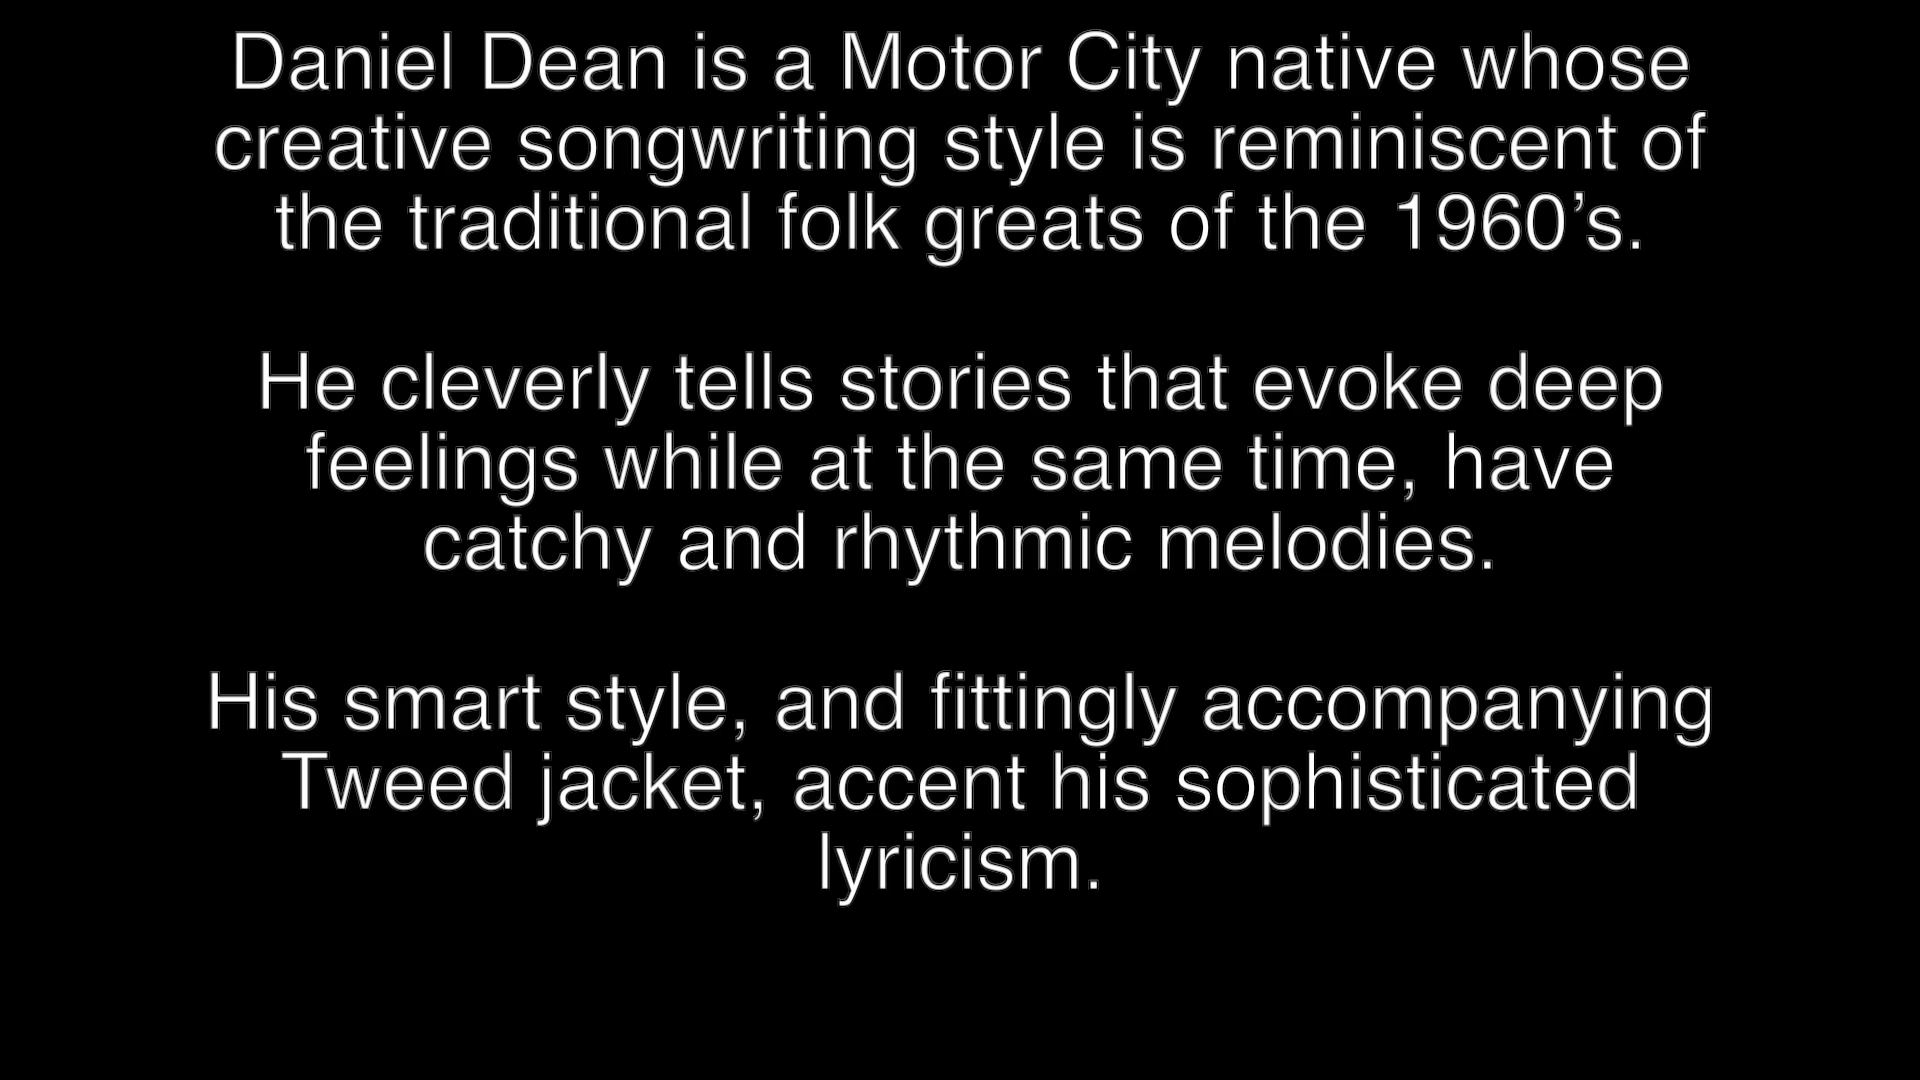 Daniel Dean is a Motor City native whose
creative songwriting style is reminiscent of
the traditional folk greats of the 1960’s.
He cleverly tells stories that evoke deep
feelings while at the same time, have
catchy and rhythmic melodies.
His smart style, and fittingly accompanying
Tweed jacket, accent his sophisticated
lyricism.